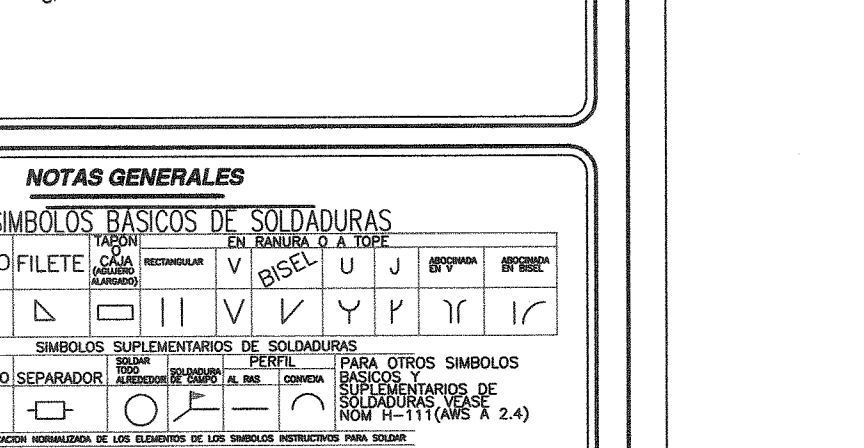 NOTAS GENERALES
SIMBOLOS BASICOS DE SOLDADURAS
FILETE
TAPON
O
CAJA
(AGUJERO
ALARGADO)
EN RANURA O A TOPE
RECTANGULAR
V
BISEL
U
J
ABOCINADA
EN V
ABOCINADA
EN BISEL
SIMBOLOS SUPLEMENTARIOS DE SOLDADURAS
SEPARADOR
SOLDAR
TODO
ALREDEDOR
SOLDADURA
DE CAMPO
PERFIL
AL RAS
CONVEXA
PARA OTROS SIMBOLOS
BASICOS Y
SUPLEMENTARIOS DE
SOLDADURAS VEASE
NOM H-111(AWS A 2.4)
NORMALIZADA DE LOS ELEMENTOS DE LOS SIMBOLOS INSTRUCTIVOS PARA SOLDAR